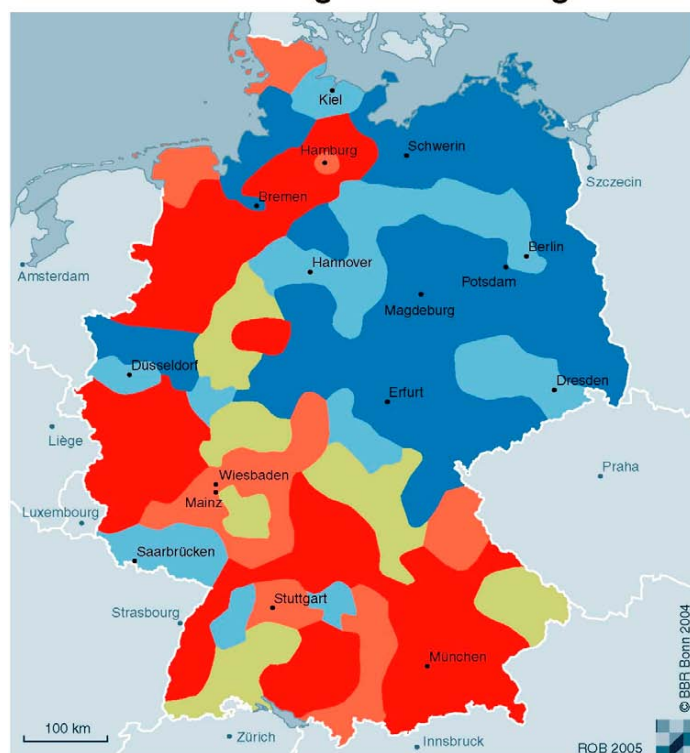 Kiel
Schwerin
Hamburg
Szczecin
Bremen
Berlin
Hannover
Potsdam
Amsterdam
Magdeburg
Düsseldorf
Dresden
Erfurt
Liège
Praha
Wiesbaden
Mainz
Luxembourg
Saarbrücken
Stuttgart
Strasbourg
München
© BBR Bonn 2004
100 km
Zürich
Innsbruck
ROB 2005